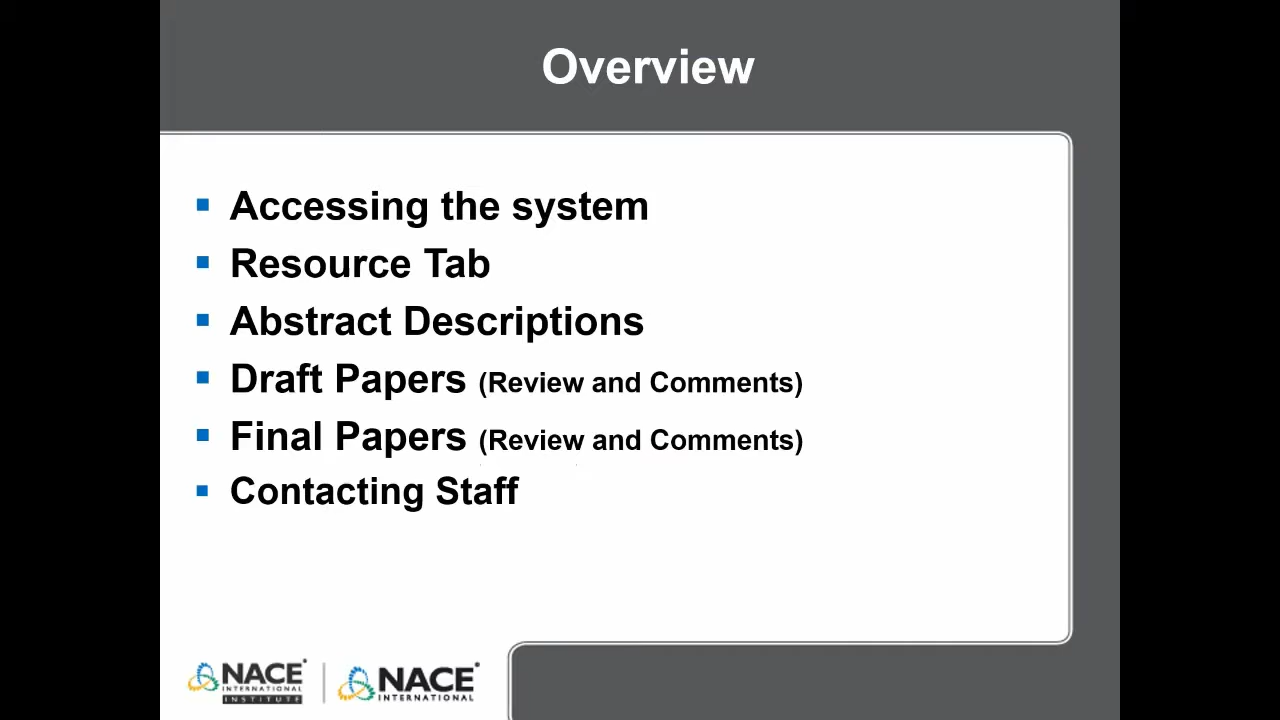 Overview
▪ Accessing the system
▪ Resource Tab
▪ Abstract Descriptions
▪ Draft Papers (Review and Comments)
▪ Final Papers (Review and Comments)
▪ Contacting Staff
NACE
INTERNATIONAL
INSTITUTE
NACE
INTERNATIONAL